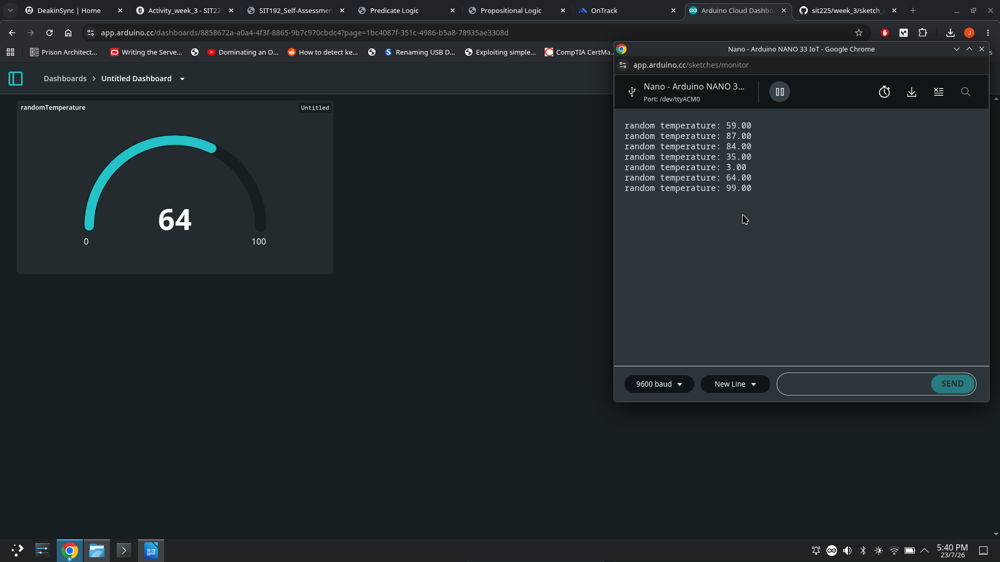 DeakinSync | Home
Activity_week_3 - SIT22
SIT192_Self-Assessmen
Predicate Logic
Propositional Logic
OnTrack
Arduino Cloud Dashbo
sit225/week_3/sketch_
app.arduino.cc/dashboards/8858672a-a0a4-4f3f-8865-9b7c970cbdc4?page=1bc4087f-351c-4986-b5a8-78935ae3308d
J
Prison Architect...
Writing the Serve...
Dominating an O...
How to detect ke...
Renaming USB D...
Exploiting simple...
CompTIA CertMa...
Dashboards > Untitled Dashboard
randomTemperature
Untitled
64
0
100
Nano - Arduino NANO 33 IoT - Google Chrome
app.arduino.cc/sketches/monitor
Nano - Arduino NANO 3...
Port: /dev/ttyACM0
random temperature: 59.00
random temperature: 87.00
random temperature: 84.00
random temperature: 35.00
random temperature: 3.00
random temperature: 64.00
random temperature: 99.00
9600 baud
New Line
SEND
5:40 PM
23/7/26